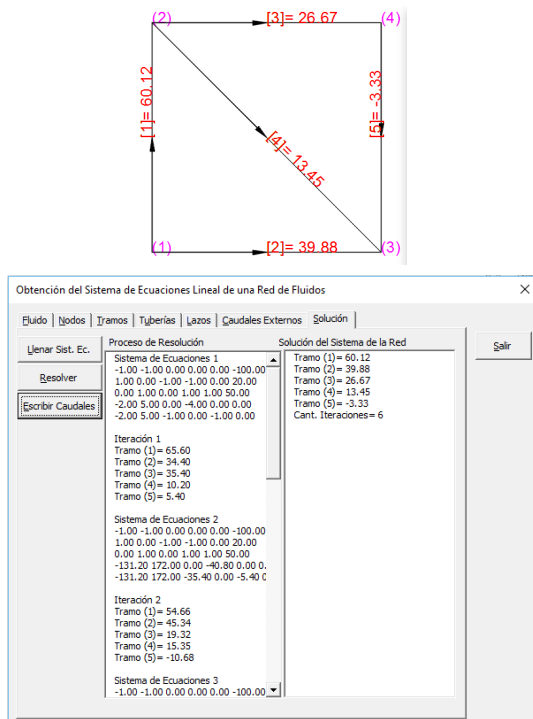 (2)
[3]= 26.67
(4)
[1]= 60.12
[5]= -3.33
[4]= 13.45
(1)
[2]= 39.88
(3)
Obtención del Sistema de Ecuaciones Lineal de una Red de Fluidos
Fluido | Nodos | Tramos | Tuberías | Lazos | Caudales Externos | Solución
Llenar Sist. Ec.
Resolver
Escribir Caudales
Proceso de Resolución
Sistema de Ecuaciones 1
-1.00 -1.00 0.00 0.00 0.00 -100.00
1.00 0.00 -1.00 -1.00 0.00 20.00
0.00 1.00 0.00 1.00 1.00 50.00
-2.00 5.00 0.00 -4.00 0.00 0.00
-2.00 5.00 -1.00 0.00 -1.00 0.00
Iteración 1
Tramo (1)= 65.60
Tramo (2)= 34.40
Tramo (3)= 35.40
Tramo (4)= 10.20
Tramo (5)= 5.40
Sistema de Ecuaciones 2
-1.00 -1.00 0.00 0.00 0.00 -100.00
1.00 0.00 -1.00 -1.00 0.00 20.00
0.00 1.00 0.00 1.00 1.00 50.00
-131.20 172.00 0.00 -40.80 0.00 0.
-131.20 172.00 -35.40 0.00 -5.40 0
Iteración 2
Tramo (1)= 54.66
Tramo (2)= 45.34
Tramo (3)= 19.32
Tramo (4)= 15.35
Tramo (5)= -10.68
Sistema de Ecuaciones 3
-1.00 -1.00 0.00 0.00 0.00 -100.00
Solución del Sistema de la Red
Tramo (1)= 60.12
Tramo (2)= 39.88
Tramo (3)= 26.67
Tramo (4)= 13.45
Tramo (5)= -3.33
Cant. Iteraciones= 6
Salir